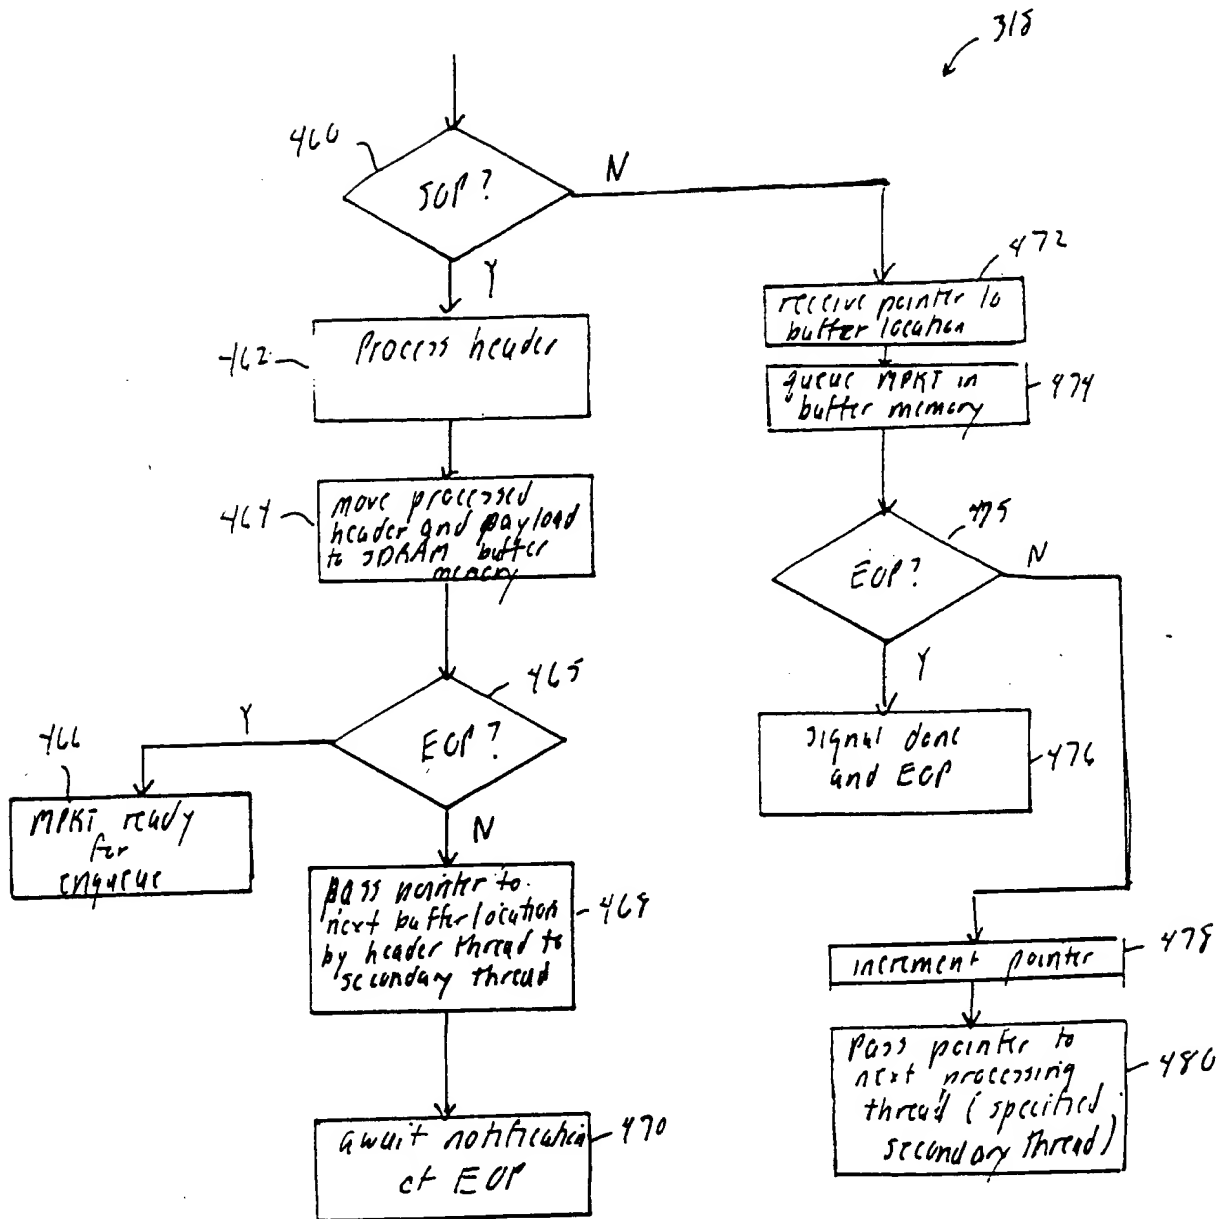 318
460
SOP?
N
Y
472
receive pointer to
buffer location
462
Process header
queue MPKT in
buffer memory
474
464
move processed
header and payload
to SDRAM buffer
memory
475
EOP?
N
Y
465
EOP?
Y
N
466
MPKT ready
for
enqueue
signal done
and EOP
476
pass pointer to
next buffer location
by header thread to
secondary thread
468
increment pointer
478
Pass pointer to
next processing
thread (specified
secondary thread)
480
await notification
of EOP
470